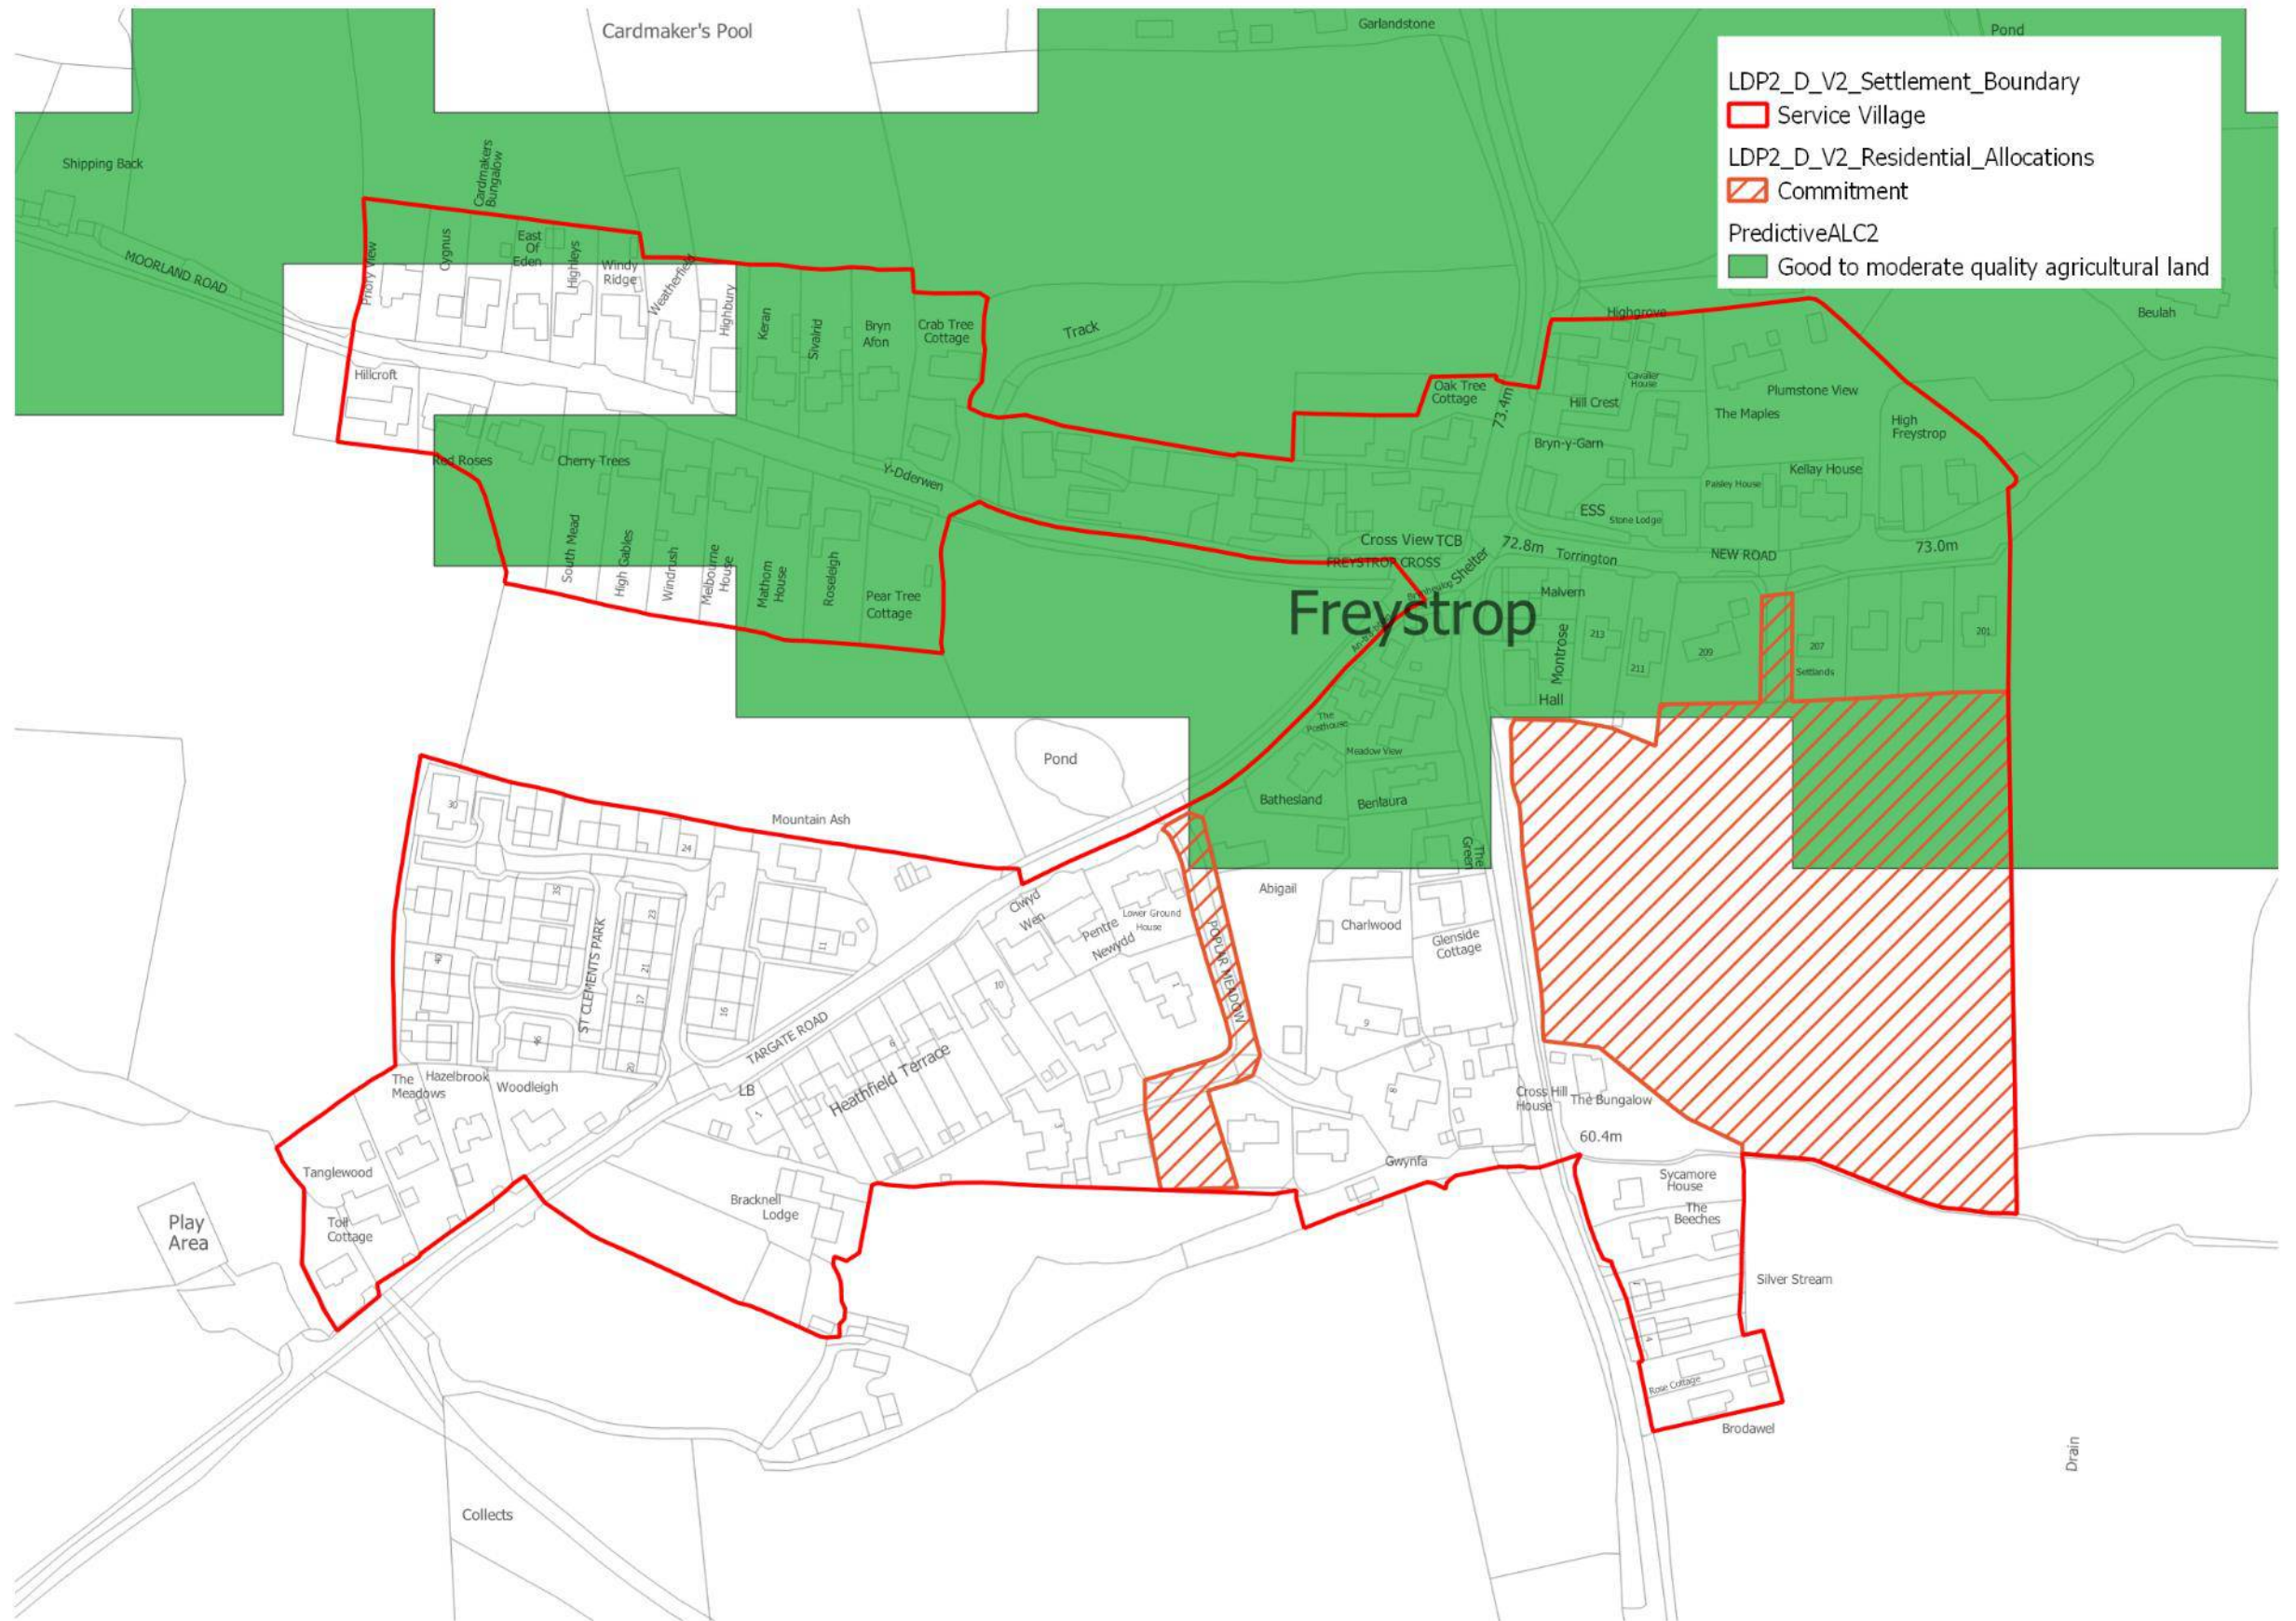 Cardmaker's Pool
Garlandstone
Pond
LDP2_D_V2_Settlement_Boundary
Service Village
LDP2_D_V2_Residential_Allocations
Commitment
PredictiveALC2
Good to moderate quality agricultural land
Shipping Back
Cardmakers
Bungalow
MOORLAND ROAD
Priory View
Cygnus
East
Of
Eden
Highleys
Windy
Ridge
Weatherfield
Highbury
Keran
Sivalrid
Bryn
Afon
Crab Tree
Cottage
Track
Highgrove
Beulah
Hillcroft
Oak Tree
Cottage
73.4m
Cavalier
House
Hill Crest
Plumstone View
The Maples
High
Freystrop
Bryn-y-Garn
Red Roses
Cherry Trees
Y-Dderwen
Kellay House
Paisley House
ESS
Stone Lodge
South Mead
High Gables
Windrush
Melbourne
House
Mathom
House
Roseleigh
Pear Tree
Cottage
Cross View
TCB
FREYSTROP CROSS
Shelter
72.8m
Torrington
NEW ROAD
73.0m
Freystrop
Malvern
Montrose
213
211
209
207
201
Settlands
Hall
The
Posthouse
Meadow View
Pond
Bathesland
Benlaura
The
Green
Mountain Ash
30
24
35
23
11
40
21
17
16
46
20
ST CLEMENTS PARK
Clwyd
Wen
Pentre
Newydd
Lower Ground
House
Abigail
Charlwood
Glenside
Cottage
POPLAR MEADOW
10
1
9
TARGATE ROAD
6
Heathfield Terrace
LB
1
3
8
The
Meadows
Hazelbrook
Woodleigh
Cross Hill
House
The Bungalow
60.4m
Gwynfa
Tanglewood
Toll
Cottage
Play
Area
Bracknell
Lodge
Sycamore
House
The
Beeches
Silver Stream
1
4
Rose Cottage
Brodawel
Drain
Collects